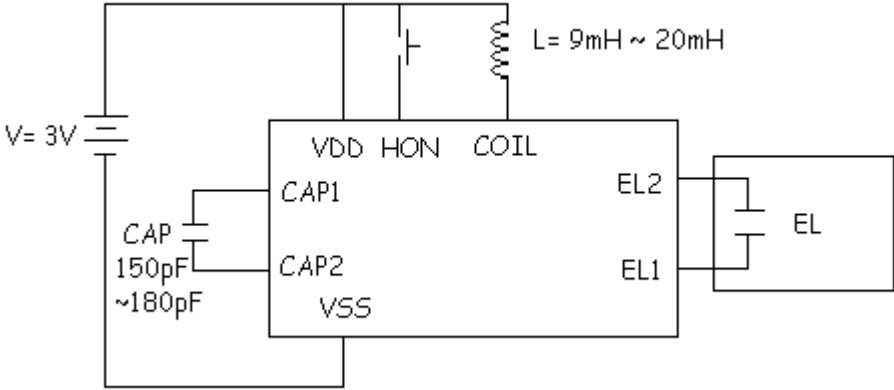 L= 9mH ~ 20mH
V= 3V
VDD HON COIL
CAP1
EL2
CAP
EL
150pF
CAP2
EL1
~180pF
VSS